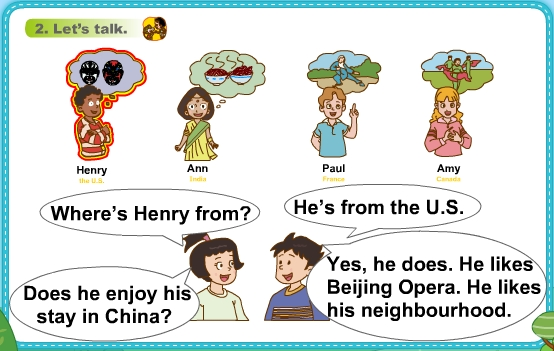 2. Let's talk.
Henry
the U.S.
Ann
India
Paul
France
Amy
Canada
Where's Henry from?
He's from the U.S.
Does he enjoy his
stay in China?
Yes, he does. He likes
Beijing Opera. He likes
his neighbourhood.